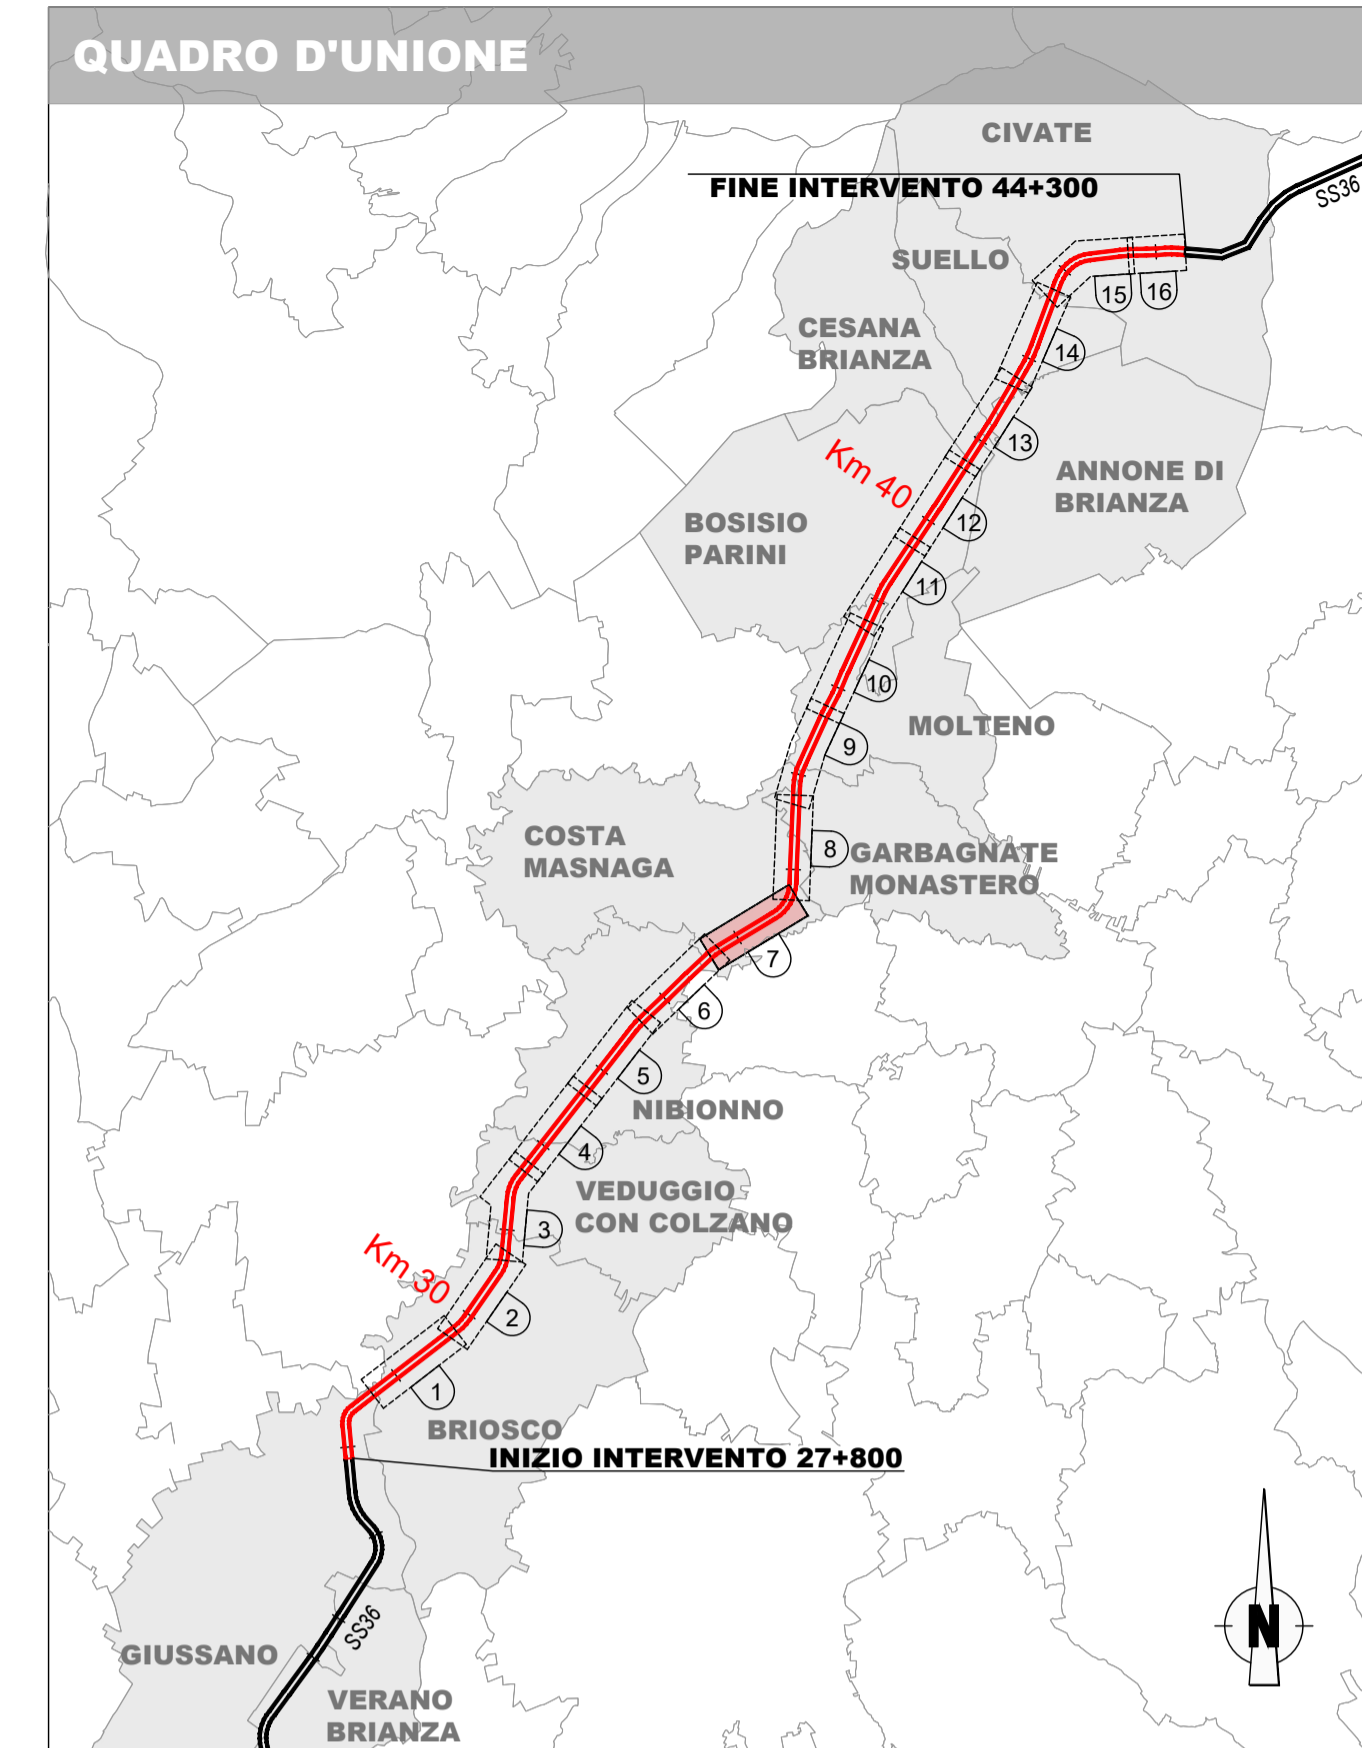 QUADRO D'UNIONE
CIVATE
FINE INTERVENTO 44+300
SS36
SUELLO
15
16
CESANA
BRIANZA
14
13
Km 40
ANNONE DI
BRIANZA
BOSISIO
PARINI
12
11
10
MOLTENO
9
COSTA
MASNAGA
8
GARBAGNATE
MONASTERO
7
6
5
NIBIONNO
4
VEDUGGIO
CON COLZANO
3
Km 30
2
1
BRIOSCO
INIZIO INTERVENTO 27+800
SS36
N
GIUSSANO
VERANO
BRIANZA